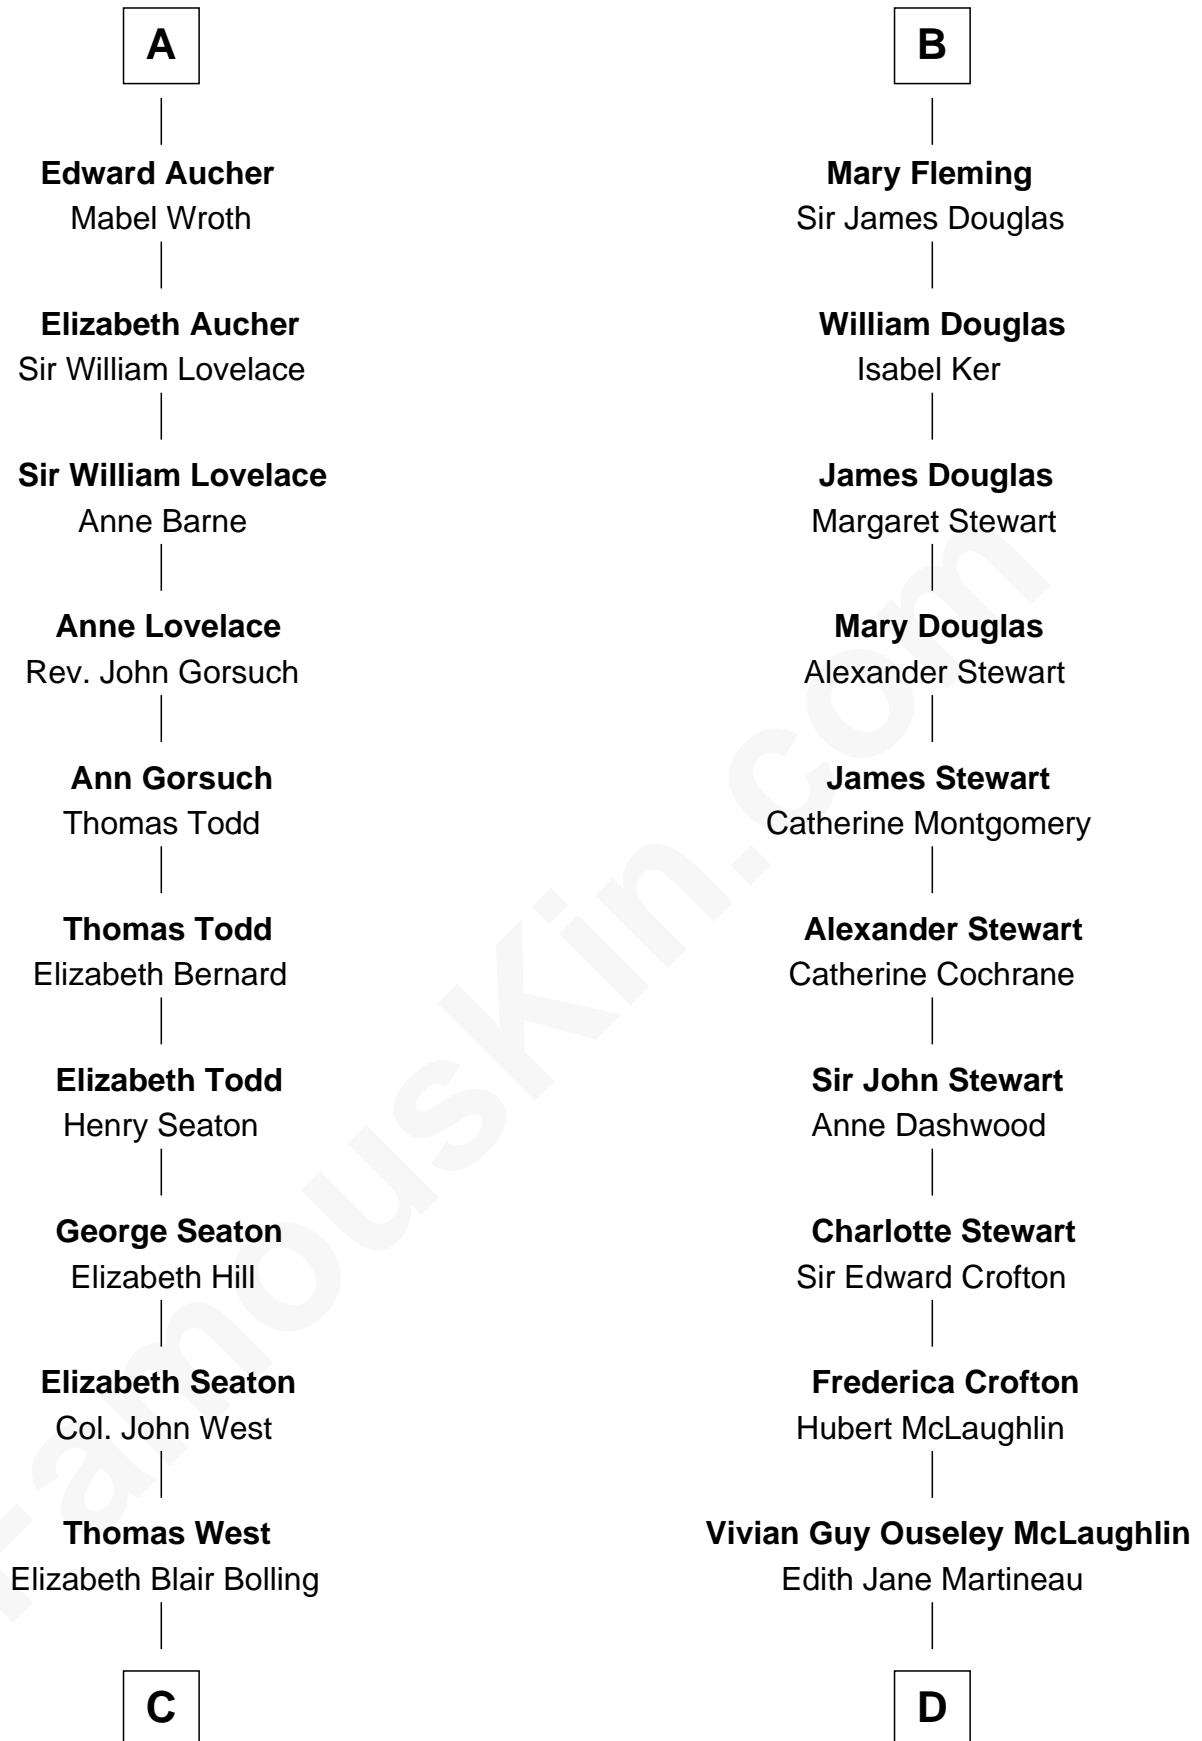 A
Edward Aucher
Mabel Wroth
Elizabeth Aucher
Sir William Lovelace
Sir William Lovelace
Anne Barne
Anne Lovelace
Rev. John Gorsuch
Ann Gorsuch
Thomas Todd
Thomas Todd
Elizabeth Bernard
Elizabeth Todd
Henry Seaton
George Seaton
Elizabeth Hill
Elizabeth Seaton
Col. John West
Thomas West
Elizabeth Blair Bolling
C
B
Mary Fleming
Sir James Douglas
William Douglas
Isabel Ker
James Douglas
Margaret Stewart
Mary Douglas
Alexander Stewart
James Stewart
Catherine Montgomery
Alexander Stewart
Catherine Cochrane
Sir John Stewart
Anne Dashwood
Charlotte Stewart
Sir Edward Crofton
Frederica Crofton
Hubert McLaughlin
Vivian Guy Ouseley McLaughlin
Edith Jane Martineau
D
FamousKin.com